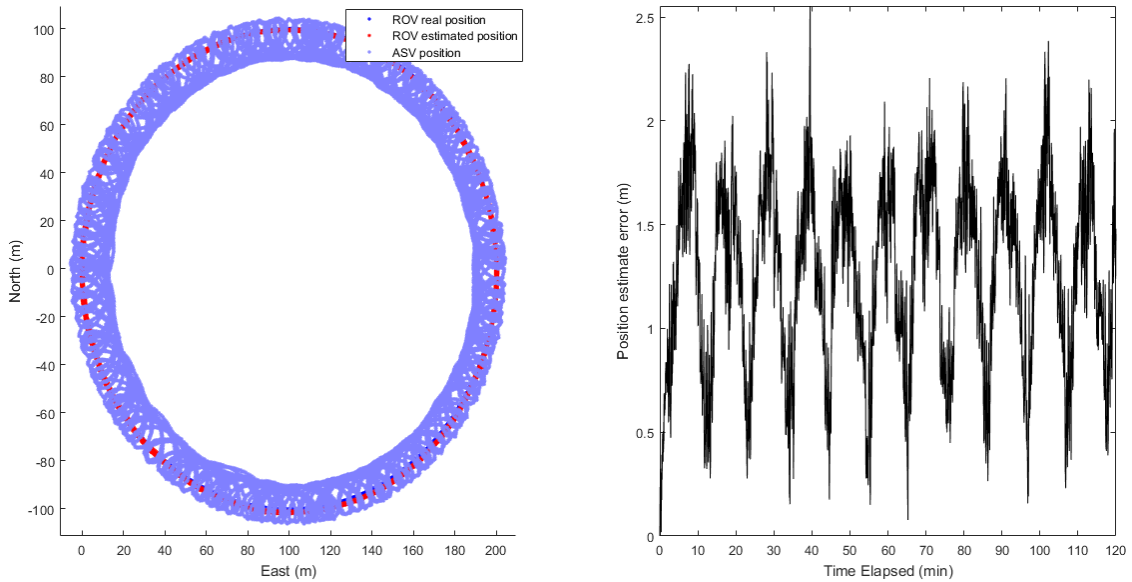 ROV real position
ROV estimated position
ASV position
100
80
60
40
20
0
-20
-40
-60
-80
-100
North (m)
0 20 40 60 80 100 120 140 160 180 200
East (m)
2.5
2
1.5
1
0.5
0
Position estimate error (m)
0 10 20 30 40 50 60 70 80 90 100 110 120
Time Elapsed (min)